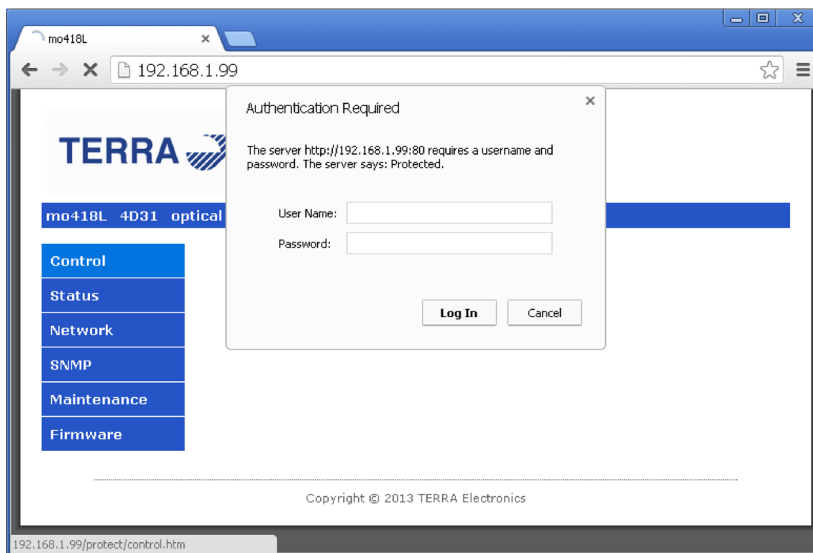 mo418L
192.168.1.99
Authentication Required
TERRA
The server http://192.168.1.99:80 requires a username and
password. The server says: Protected.
mo418L 4D31 optical
User Name:
Password:
Log In Cancel
Control
Status
Network
SNMP
Maintenance
Firmware
Copyright © 2013 TERRA Electronics
192.168.1.99/protect/control.htm